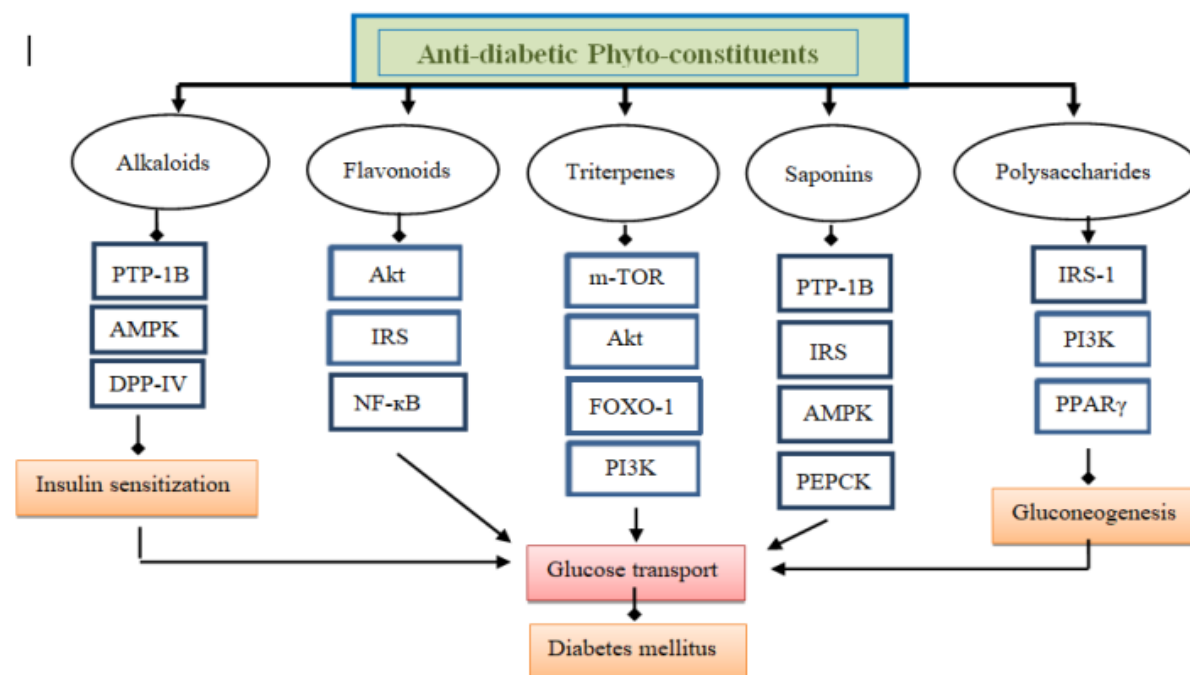 Anti-diabetic Phyto-constituents
Alkaloids
Flavonoids
Triterpenes
Saponins
Polysaccharides
PTP-1B
AMPK
DPP-IV
Akt
IRS
NF-κB
m-TOR
Akt
FOXO-1
PI3K
PTP-1B
IRS
AMPK
PEPCK
IRS-1
PI3K
PPARγ
Insulin sensitization
Gluconeogenesis
Glucose transport
Diabetes mellitus